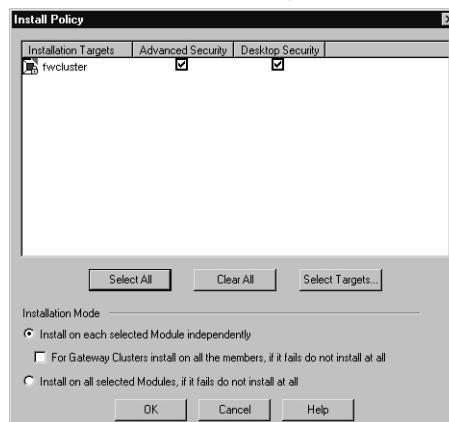 Install Policy
Installation Targets Advanced Security Desktop Security
fwcluster
Select All Clear All Select Targets...
Installation Mode
Install on each selected Module independently
For Gateway Clusters install on all the members, if it fails do not install at all
Install on all selected Modules, if it fails do not install at all
OK Cancel Help